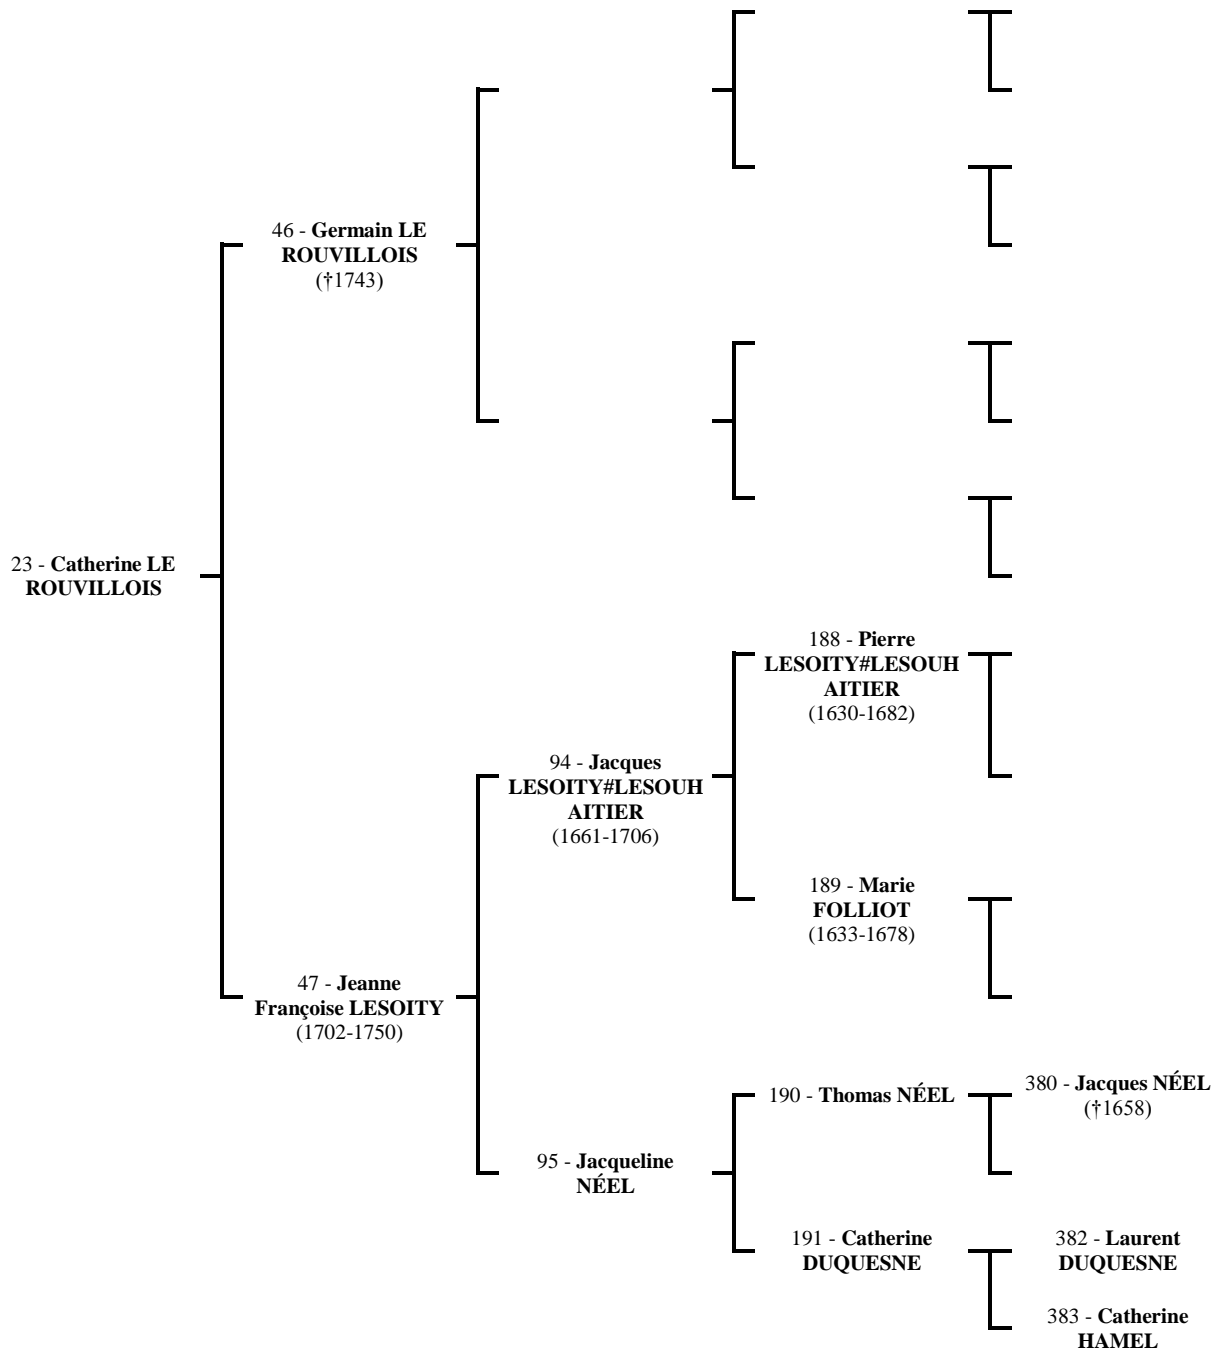 46 - Germain LE
ROUVILLOIS
(†1743)
23 - Catherine LE
ROUVILLOIS
188 - Pierre
LESOITY#LESOUH
AITIER
(1630-1682)
94 - Jacques
LESOITY#LESOUH
AITIER
(1661-1706)
189 - Marie
FOLLIOT
(1633-1678)
47 - Jeanne
Françoise LESOITY
(1702-1750)
190 - Thomas NÉEL
380 - Jacques NÉEL
(†1658)
95 - Jacqueline
NÉEL
191 - Catherine
DUQUESNE
382 - Laurent
DUQUESNE
383 - Catherine
HAMEL